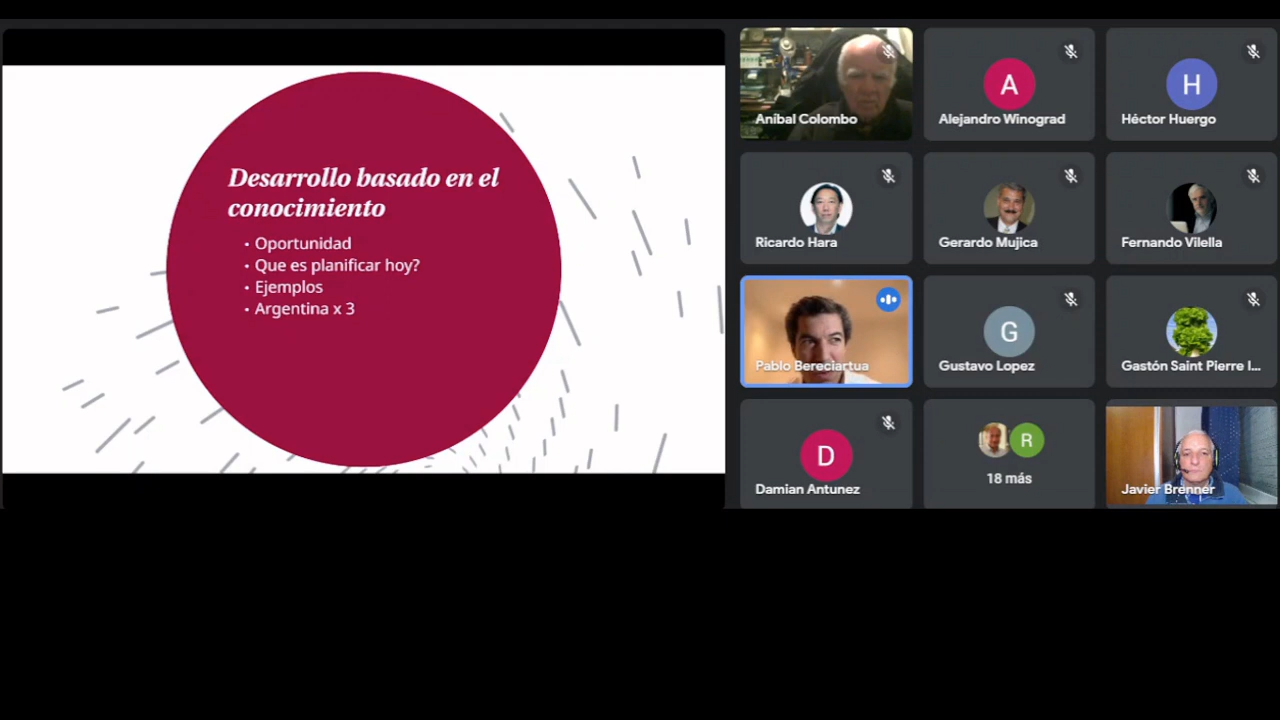 Desarrollo basado en el
conocimiento
• Oportunidad
• Que es planificar hoy?
• Ejemplos
• Argentina x 3
Aníbal Colombo
A
Alejandro Winograd
H
Héctor Huergo
Ricardo Hara
Gerardo Mujica
Fernando Vilella
Pablo Bereciartua
G
Gustavo Lopez
Gastón Saint Pierre I...
D
Damian Antunez
R
18 más
Javier Brenner